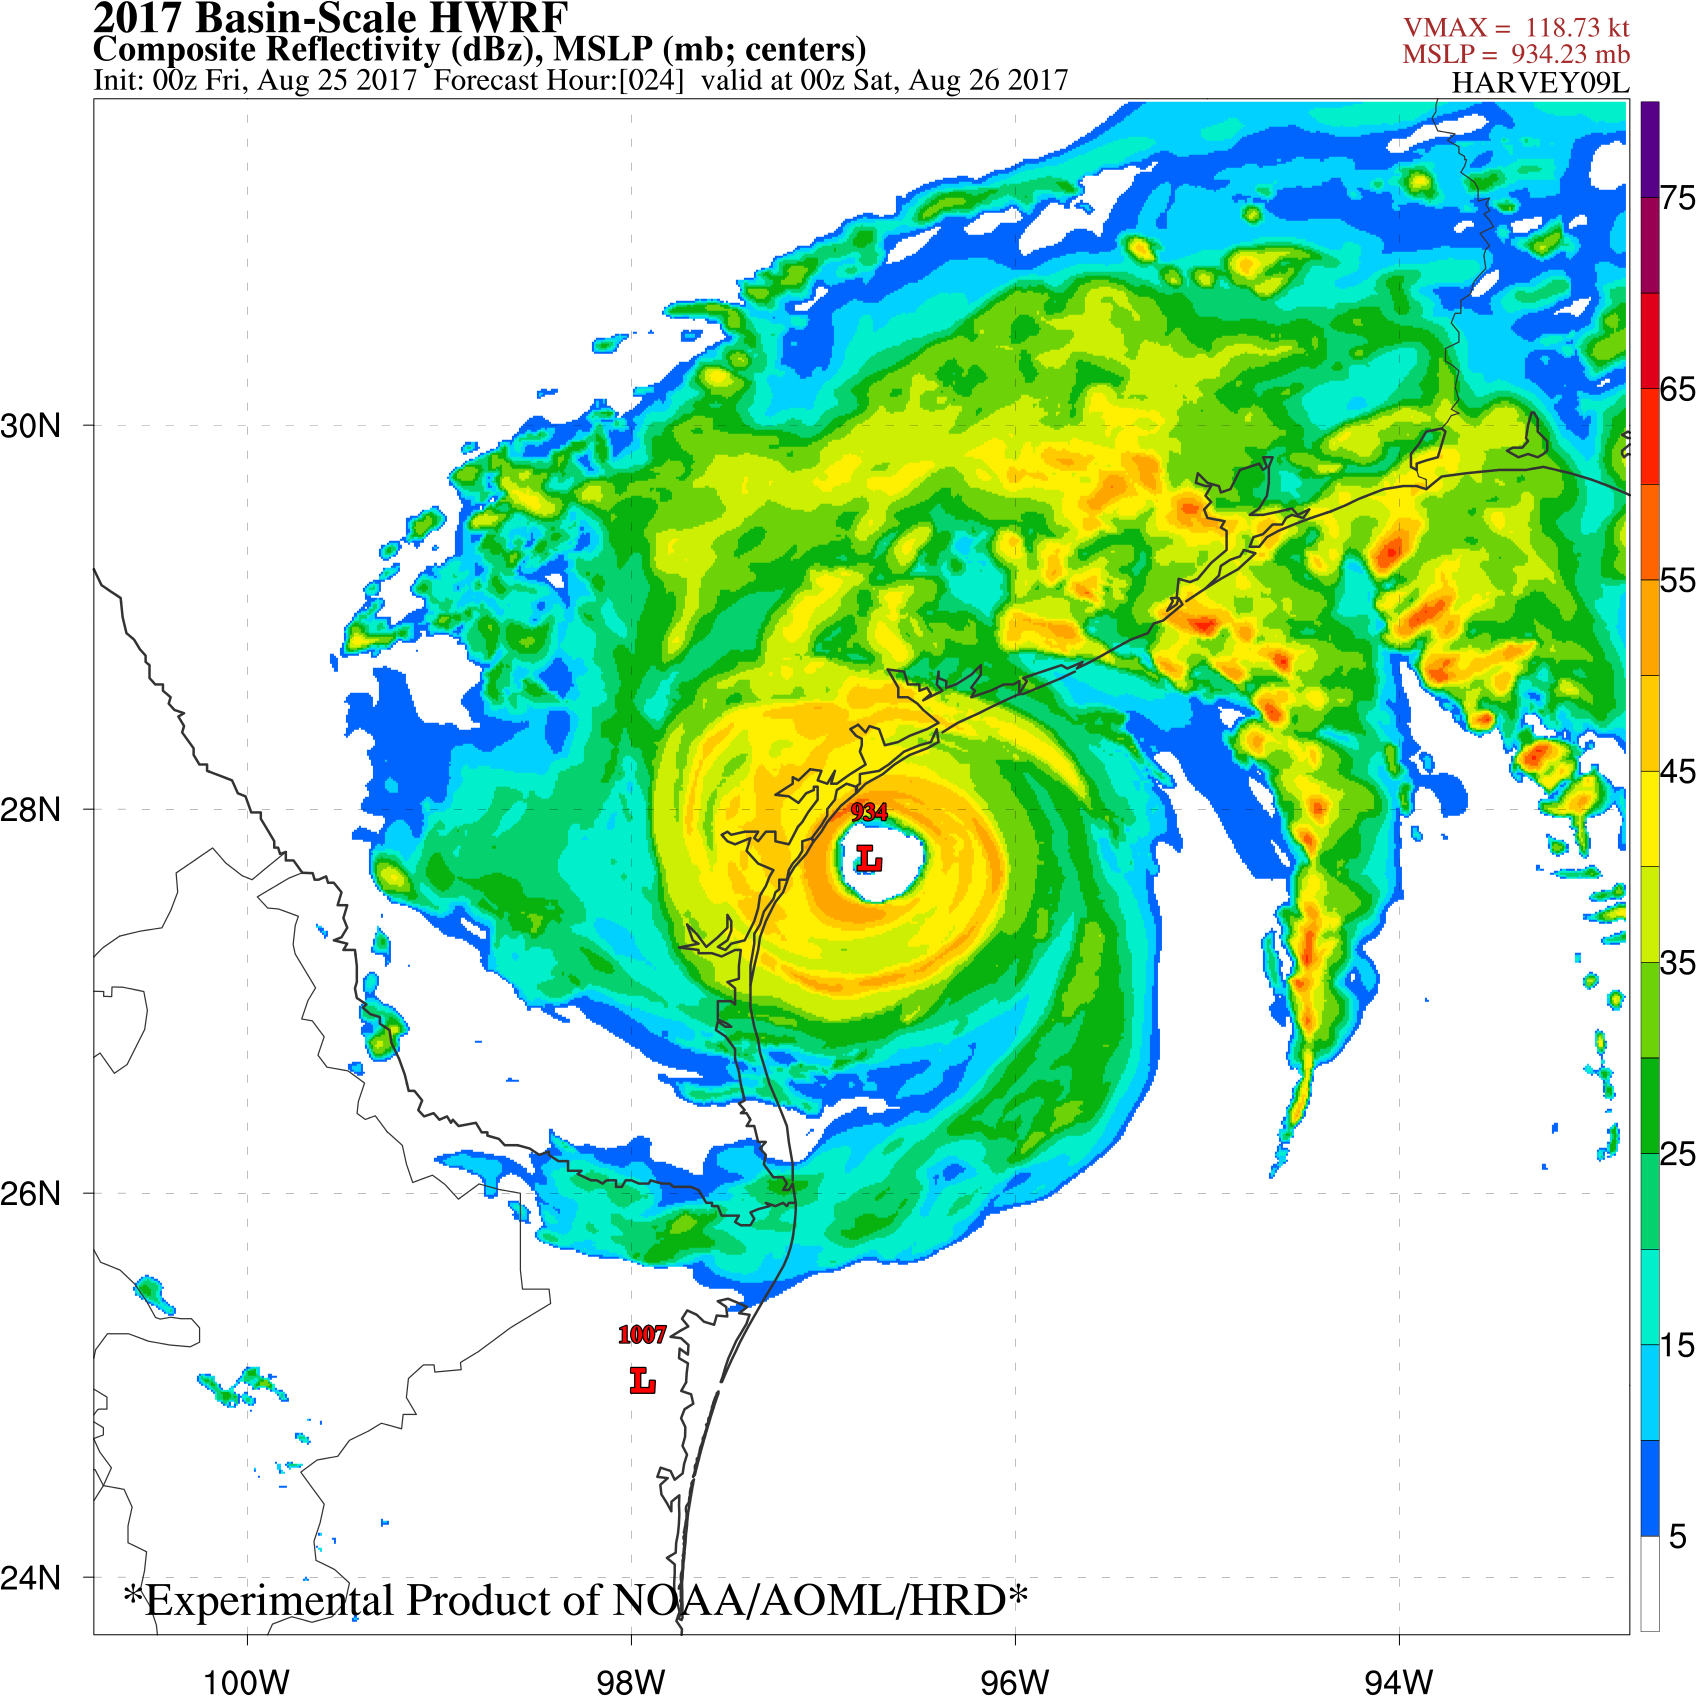 2017 Basin-Scale HWRF
Composite Reflectivity (dBz), MSLP (mb; centers)
Init: 00z Fri, Aug 25 2017 Forecast Hour:[024] valid at 00z Sat, Aug 26 2017
VMAX = 118.73 kt
MSLP = 934.23 mb
HARVEY09L
75
65
55
45
35
25
15
5
30N
28N
26N
24N
934
L
1007
L
*Experimental Product of NOAA/AOML/HRD*
100W
98W
96W
94W